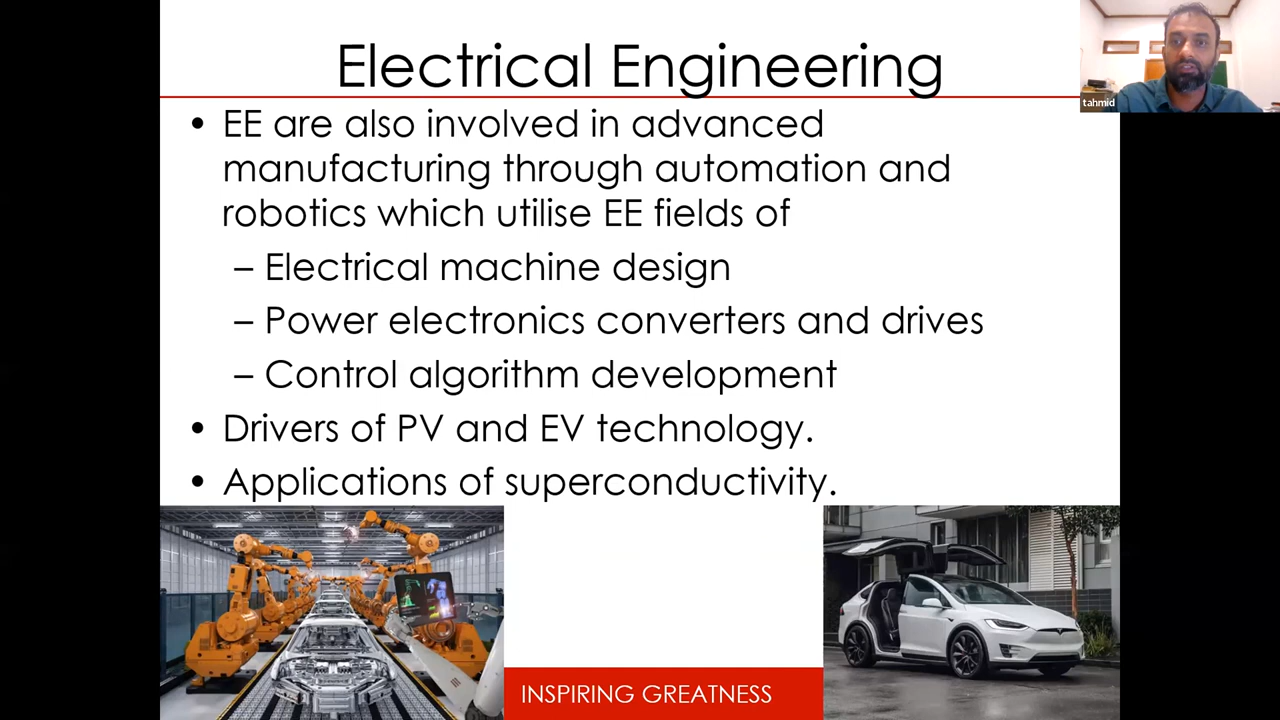 Electrical Engineering
tahmid
• EE are also involved in advanced
manufacturing through automation and
robotics which utilise EE fields of
– Electrical machine design
– Power electronics converters and drives
– Control algorithm development
• Drivers of PV and EV technology.
• Applications of superconductivity.
INSPIRING GREATNESS